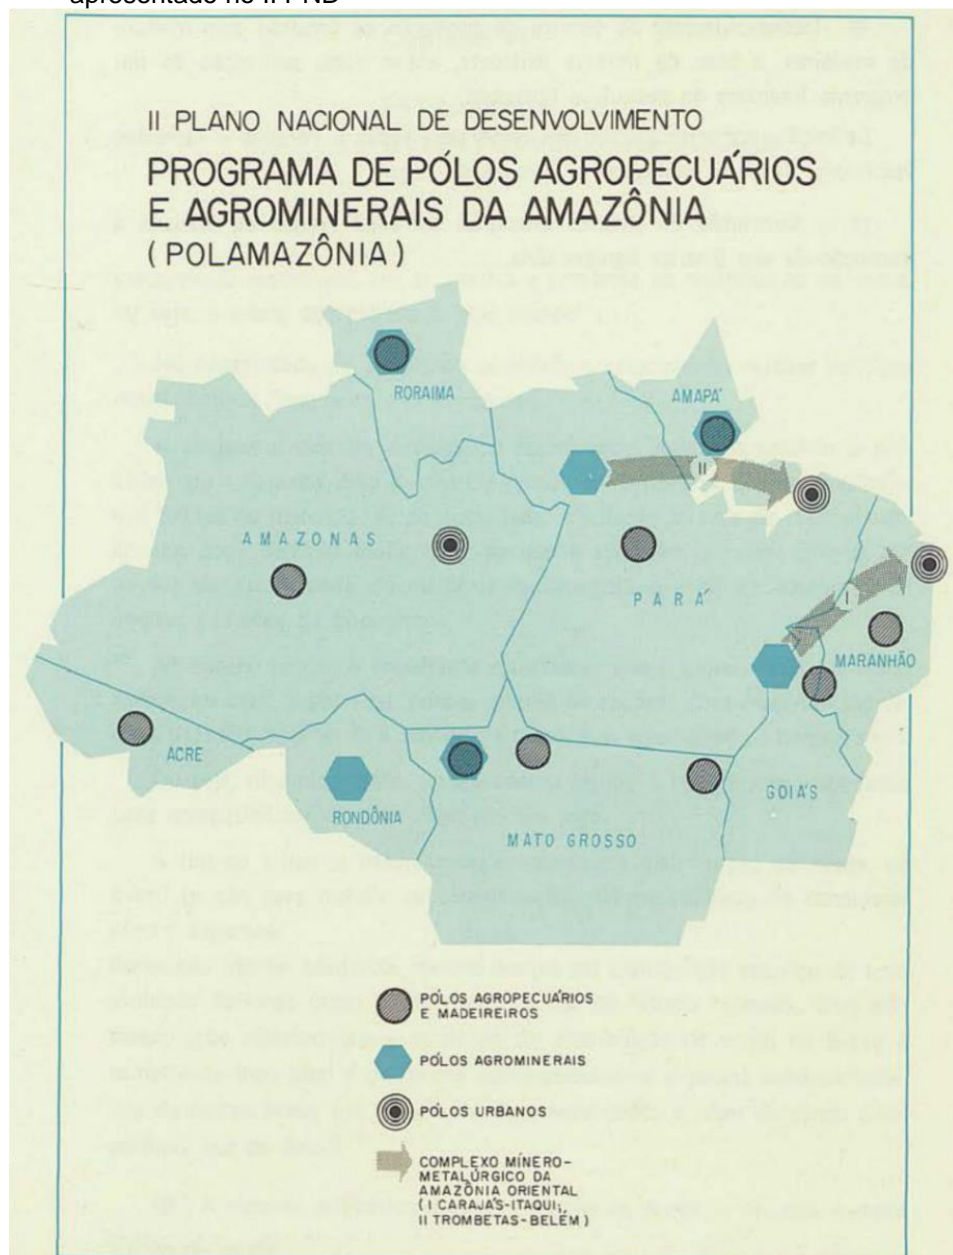 apresentado no II PND
II PLANO NACIONAL DE DESENVOLVIMENTO
PROGRAMA DE PÓLOS AGROPECUÁRIOS
E AGROMINERAIS DA AMAZÔNIA
(POLAMAZÔNIA)
RORAIMA
AMAPÁ
II
AMAZONAS
PARÁ
I
MARANHÃO
ACRE
RONDÔNIA
GOIÁS
MATO GROSSO
PÓLOS AGROPECUÁRIOS
E MADEIREIROS
PÓLOS AGROMINERAIS
PÓLOS URBANOS
COMPLEXO MÍNERO-
METALÚRGICO DA
AMAZÔNIA ORIENTAL
(I CARAJÁS-ITAQUI,
II TROMBETAS-BELÉM)